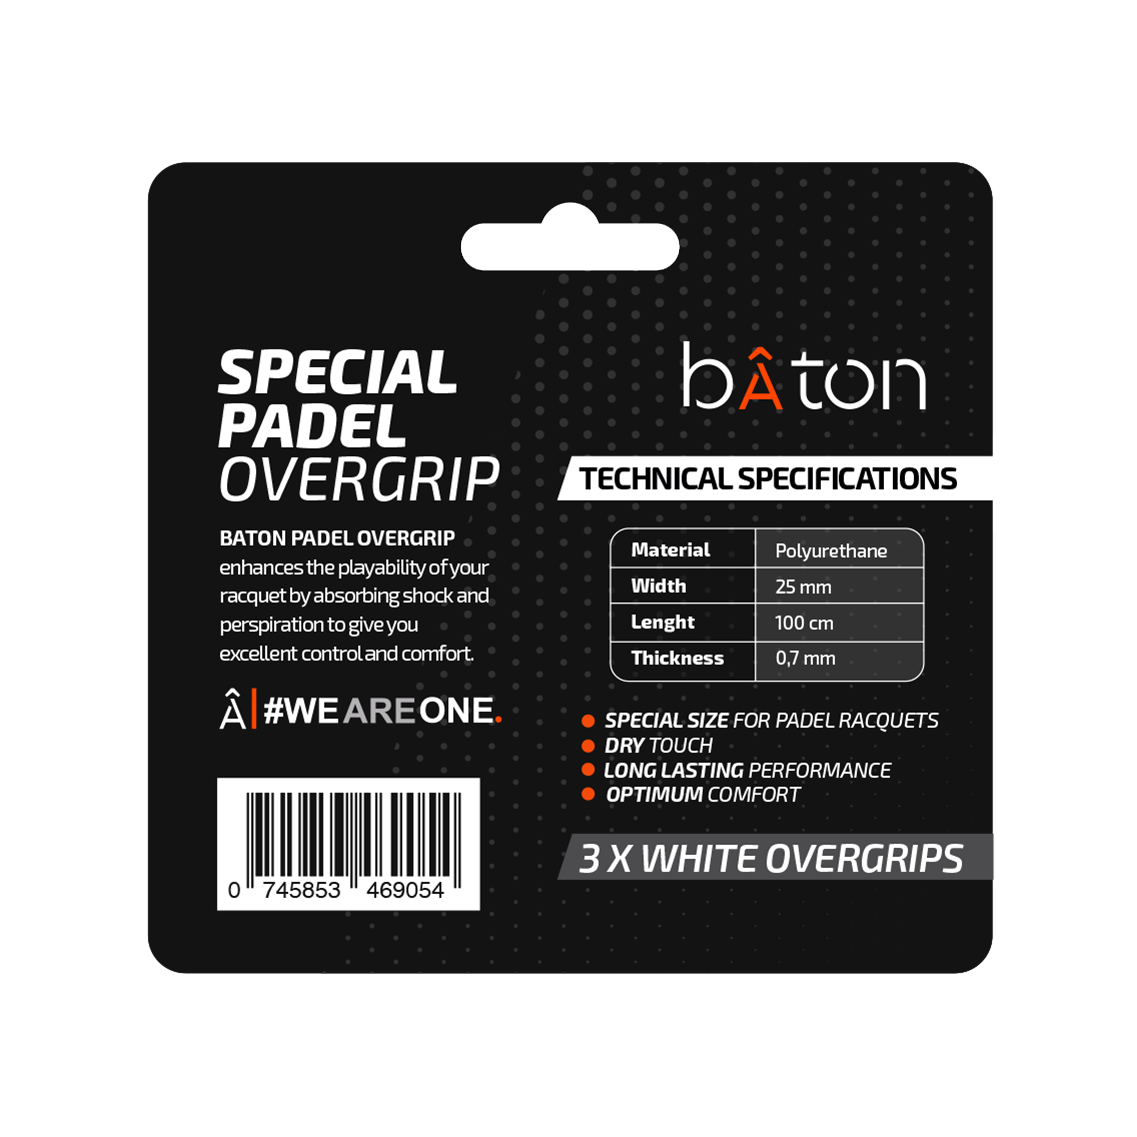 SPECIAL
PADEL
OVERGRIP
BATON PADEL OVERGRIP
enhances the playability of your
racquet by absorbing shock and
perspiration to give you
excellent control and comfort.
Â|#WEAREONE.
0 745853 469054
bÂton
TECHNICAL SPECIFICATIONS
Material Polyurethane
Width 25 mm
Lenght 100 cm
Thickness 0,7 mm
SPECIAL SIZE FOR PADEL RACQUETS
DRY TOUCH
LONG LASTING PERFORMANCE
OPTIMUM COMFORT
3 X WHITE OVERGRIPS